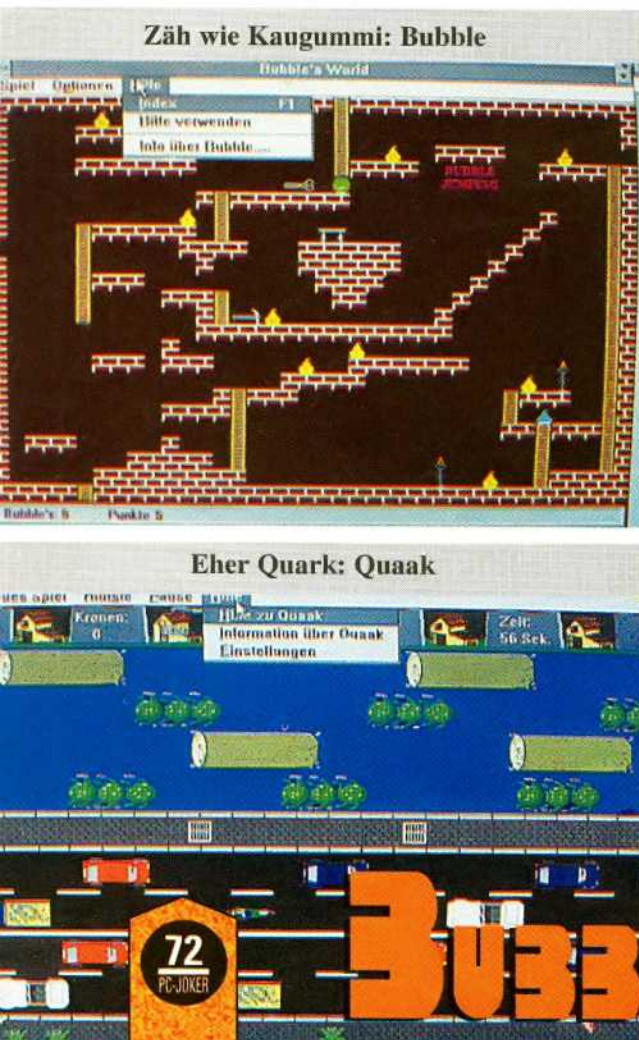 Zäh wie Kaugummi: Bubble
Bubble's World
Spiel Optionen Hilfe
Index F1
Hilfe verwenden
Info über Bubble...
BUBBLE
JUMPING
Bubble's 5 Punkte 5
Eher Quark: Quaak
Spiel Pause Hilfe
Kronen:
0
Hilfe zu Quaak
Information über Quaak
Einstellungen
Zeit:
56 Sek.
72
PC-JOKER